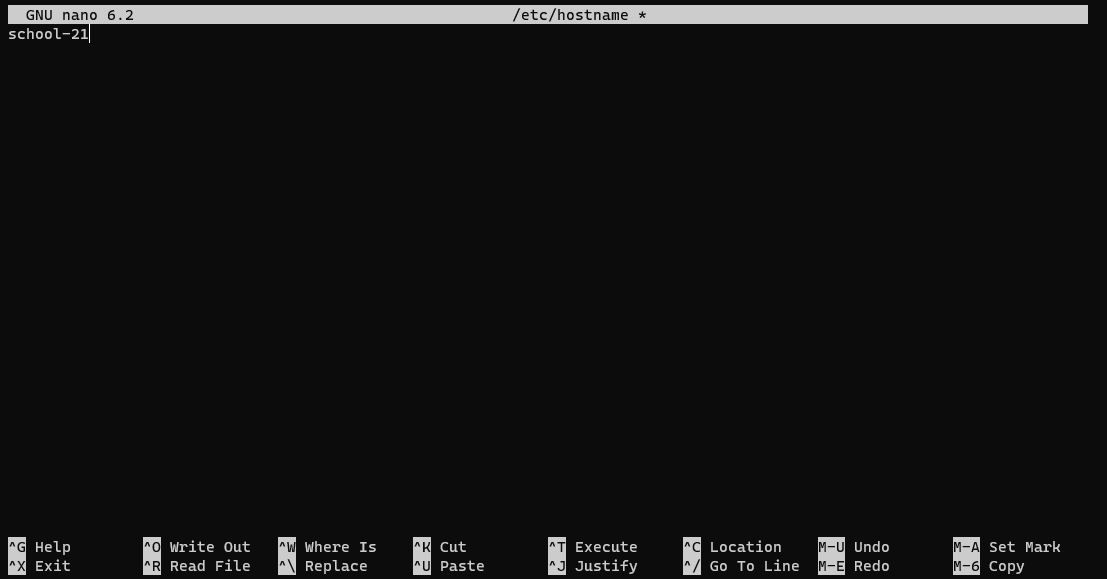 GNU nano 6.2 /etc/hostname *
school-21
^G Help ^O Write Out ^W Where Is ^K Cut ^T Execute ^C Location M-U Undo M-A Set Mark
^X Exit ^R Read File ^\ Replace ^U Paste ^J Justify ^/ Go To Line M-E Redo M-6 Copy